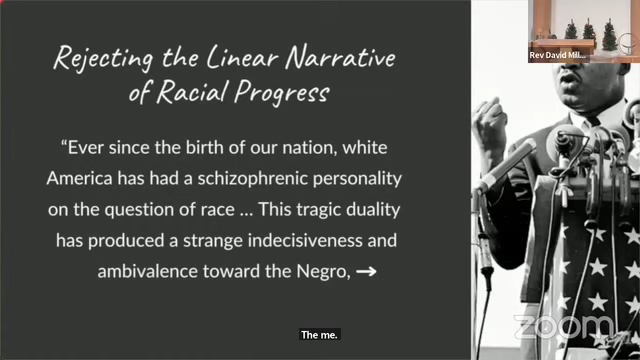 Rejecting the Linear Narrative
of Racial Progress
“Ever since the birth of our nation, white
America has had a schizophrenic personality
on the question of race ... This tragic duality
has produced a strange indecisiveness and
ambivalence toward the Negro, →
Rev David Mil...
The me.
zoom